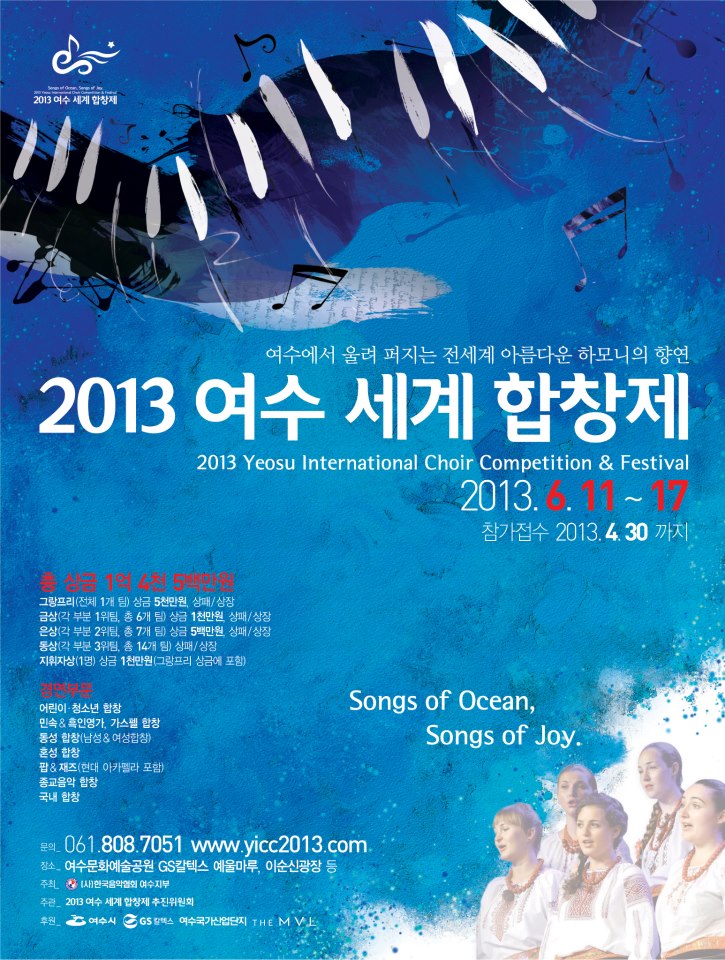 Songs of Ocean, Songs of Joy.
2013 Yeosu International Choir Competition & Festival
2013 여수 세계 합창제
여수에서 울려 퍼지는 전세계 아름다운 하모니의 향연
2013 여수 세계 합창제
2013 Yeosu International Choir Competition & Festival
2013. 6. 11 ~ 17
참가접수 2013. 4. 30 까지
총 상금 1억 4천 5백만원
그랑프리(전체 1개 팀) 상금 5천만원, 상패/상장
금상(각 부분 1위팀, 총 6개 팀) 상금 1천만원, 상패/상장
은상(각 부분 2위팀, 총 7개 팀) 상금 5백만원, 상패/상장
동상(각 부분 3위팀, 총 14개 팀) 상패/상장
지휘자상(1명) 상금 1천만원(그랑프리 상금에 포함)
경연부문
어린이·청소년 합창
민속&흑인영가, 가스펠 합창
동성 합창(남성&여성합창)
혼성 합창
팝&재즈(현대 아카펠라 포함)
종교음악 합창
국내 합창
Songs of Ocean,
Songs of Joy.
문의_ 061.808.7051 www.yicc2013.com
장소_ 여수문화예술공원 GS칼텍스 예울마루, 이순신광장 등
주최_ (사)한국음악협회 여수지부
주관_ 2013 여수 세계 합창제 추진위원회
후원_ 여수시 GS칼텍스 여수국가산업단지 THE MVL